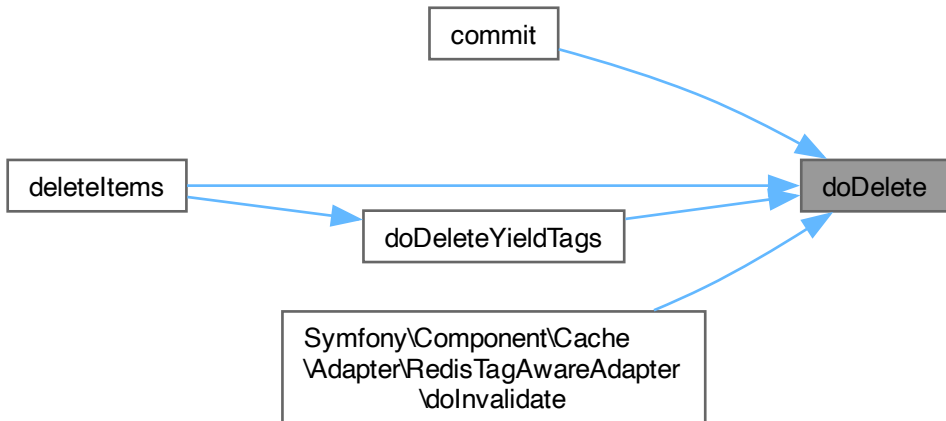 commit
deleteItems
doDelete
doDeleteYieldTags
Symfony\Component\Cache
\Adapter\RedisTagAwareAdapter
\doInvalidate